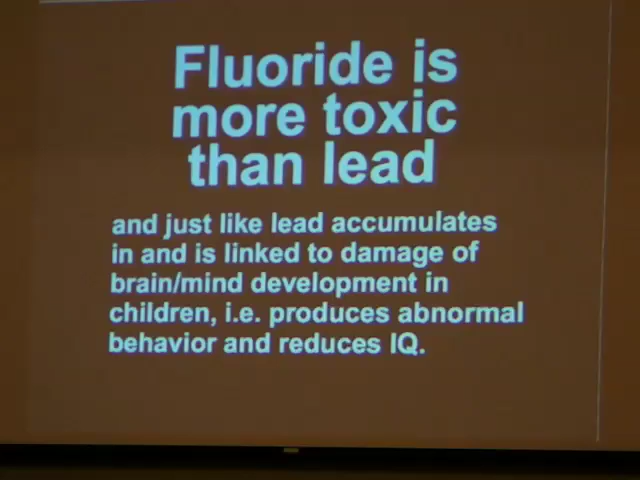 Fluoride is
more toxic
than lead
and just like lead accumulates
in and is linked to damage of
brain/mind development in
children, i.e. produces abnormal
behavior and reduces IQ.